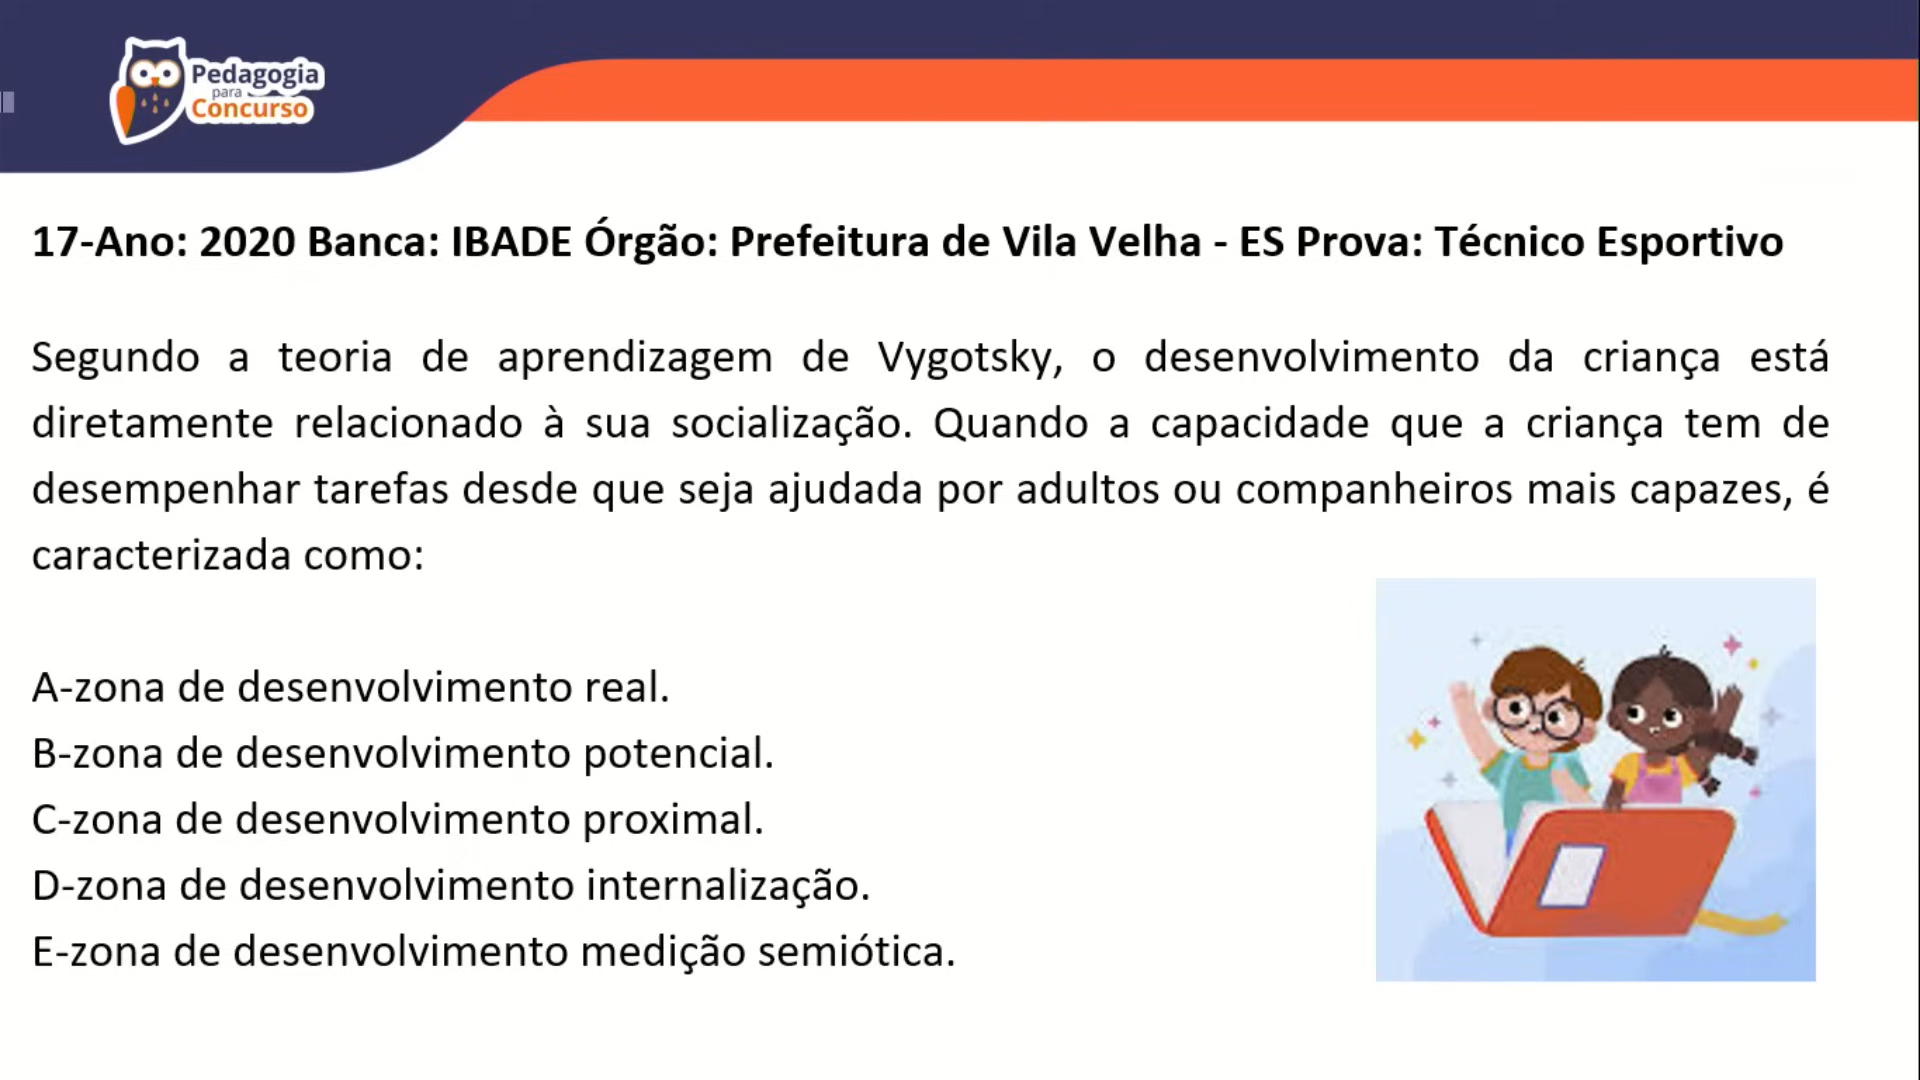 Pedagogia
para
Concurso
17-Ano: 2020 Banca: IBADE Órgão: Prefeitura de Vila Velha - ES Prova: Técnico Esportivo
Segundo a teoria de aprendizagem de Vygotsky, o desenvolvimento da criança está
diretamente relacionado à sua socialização. Quando a capacidade que a criança tem de
desempenhar tarefas desde que seja ajudada por adultos ou companheiros mais capazes, é
caracterizada como:
A-zona de desenvolvimento real.
B-zona de desenvolvimento potencial.
C-zona de desenvolvimento proximal.
D-zona de desenvolvimento internalização.
E-zona de desenvolvimento medição semiótica.